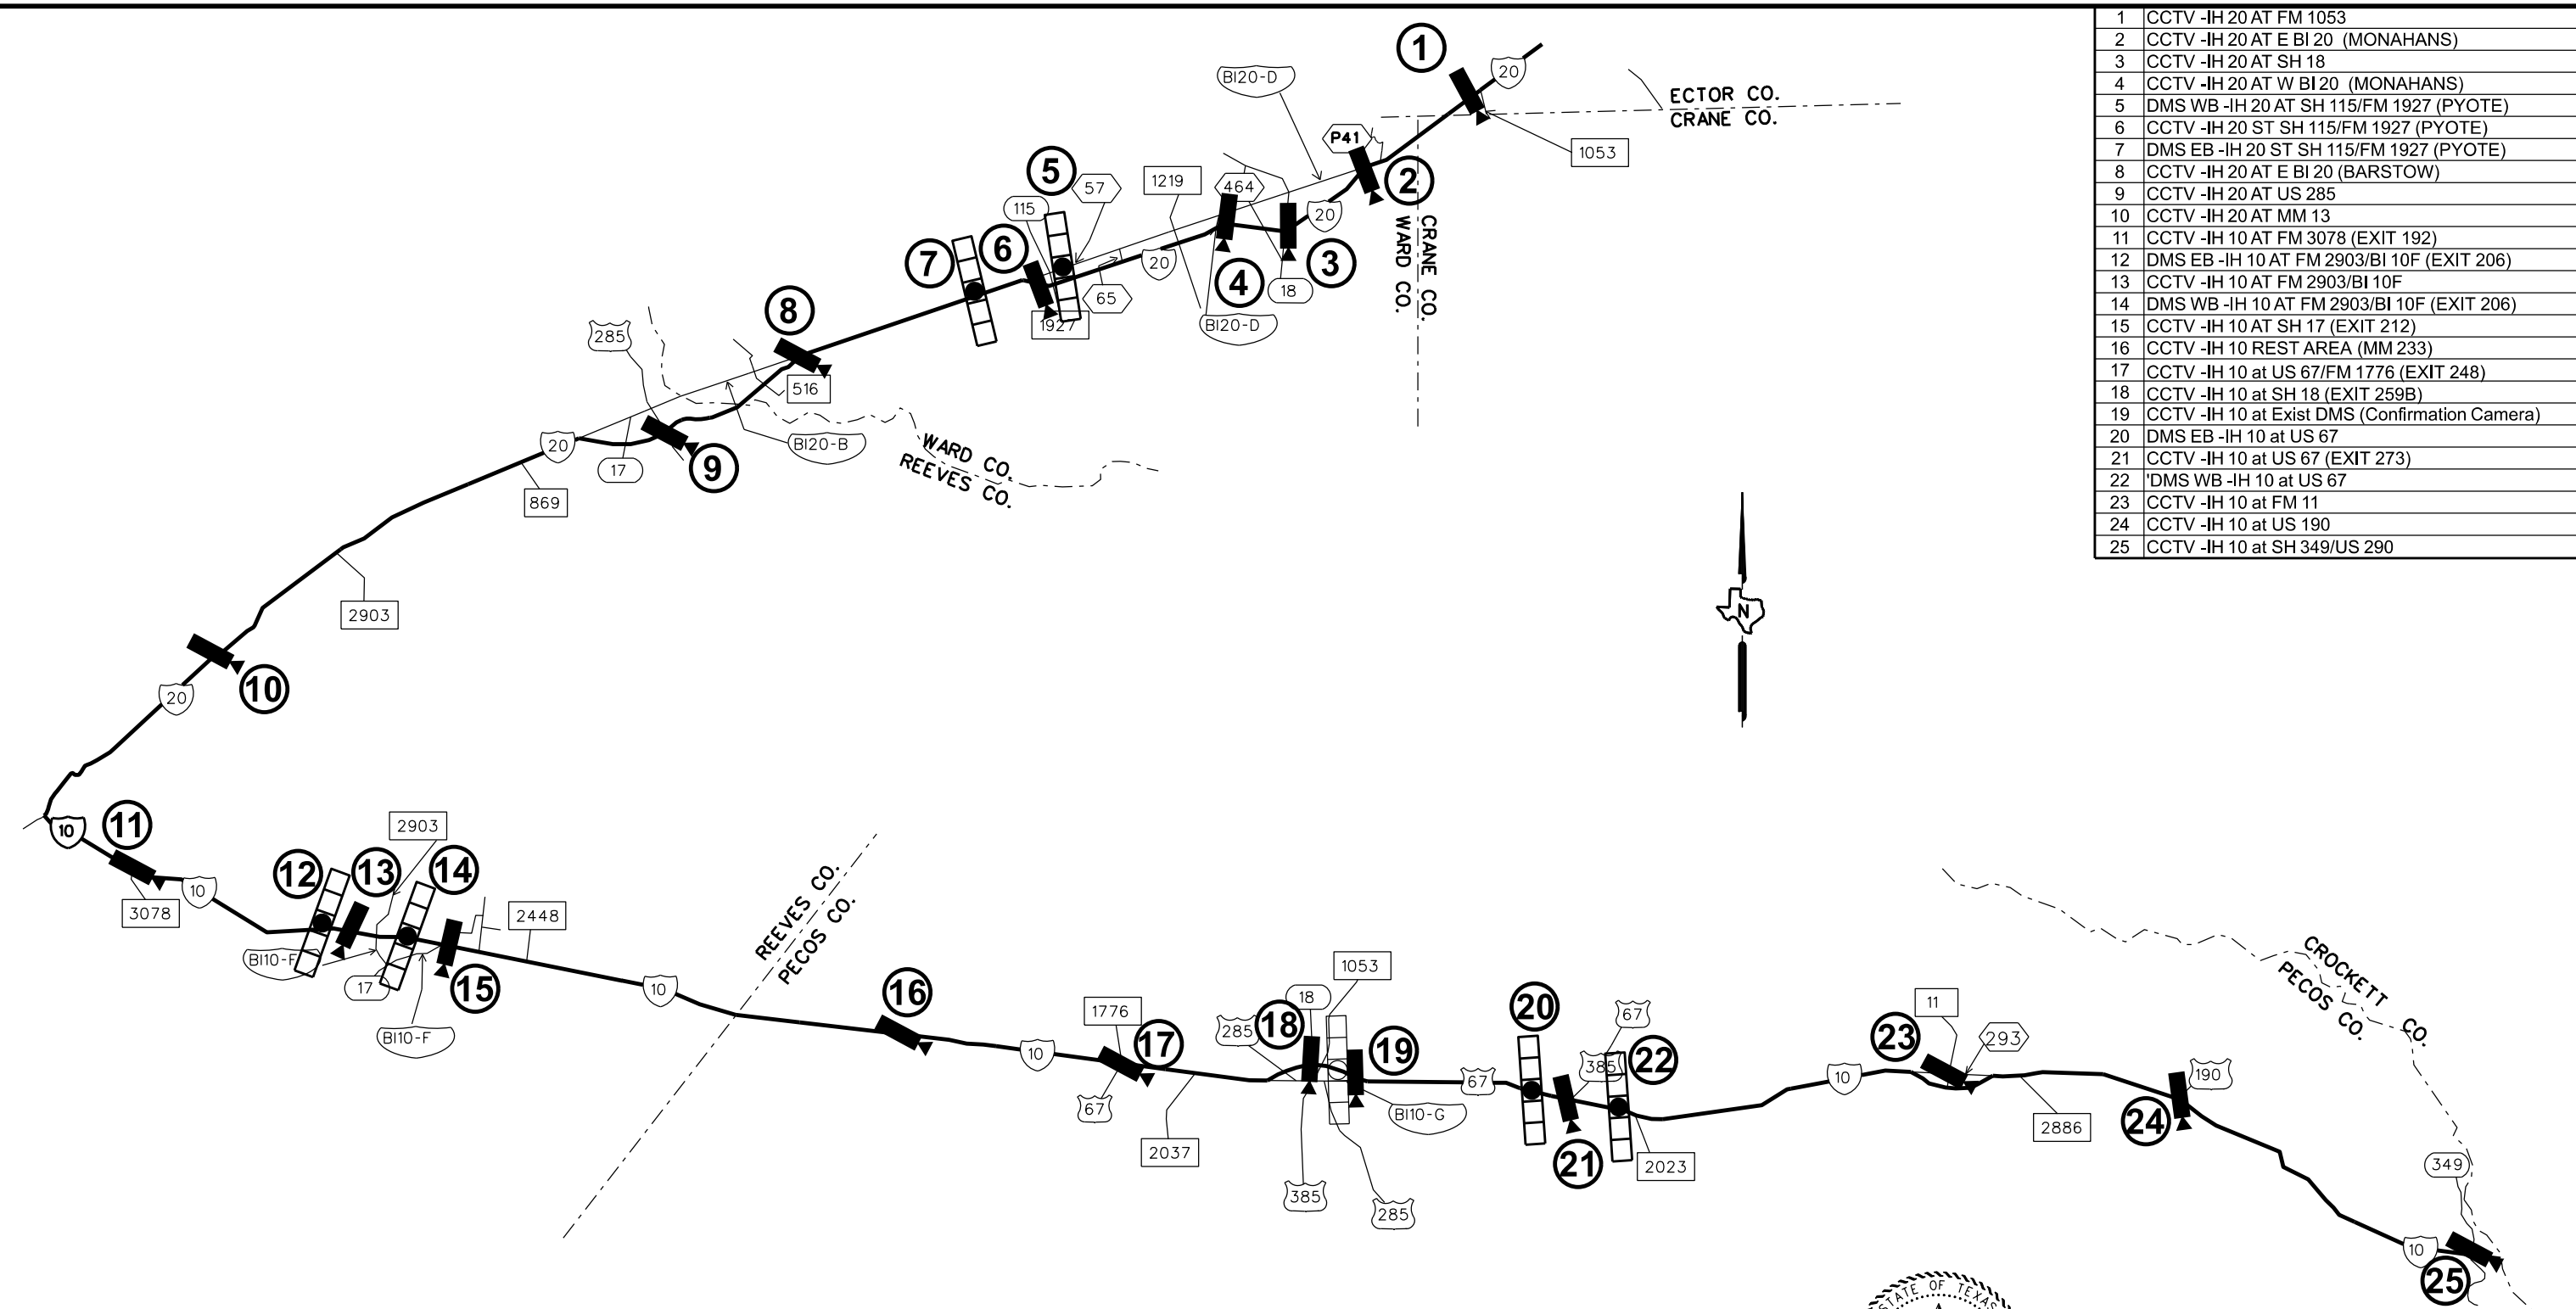 1 CCTV -IH 20 AT FM 1053
2 CCTV -IH 20 AT E BI 20 (MONAHANS)
3 CCTV -IH 20 AT SH 18
4 CCTV -IH 20 AT W BI 20 (MONAHANS)
5 DMS WB -IH 20 AT SH 115/FM 1927 (PYOTE)
6 CCTV -IH 20 ST SH 115/FM 1927 (PYOTE)
7 DMS EB -IH 20 ST SH 115/FM 1927 (PYOTE)
8 CCTV -IH 20 AT E BI 20 (BARSTOW)
9 CCTV -IH 20 AT US 285
10 CCTV -IH 20 AT MM 13
11 CCTV -IH 10 AT FM 3078 (EXIT 192)
12 DMS EB -IH 10 AT FM 2903/BI 10F (EXIT 206)
13 CCTV -IH 10 AT FM 2903/BI 10F
14 DMS WB -IH 10 AT FM 2903/BI 10F (EXIT 206)
15 CCTV -IH 10 AT SH 17 (EXIT 212)
16 CCTV -IH 10 REST AREA (MM 233)
17 CCTV -IH 10 at US 67/FM 1776 (EXIT 248)
18 CCTV -IH 10 at SH 18 (EXIT 259B)
19 CCTV -IH 10 at Exist DMS (Confirmation Camera)
20 DMS EB -IH 10 at US 67
21 CCTV -IH 10 at US 67 (EXIT 273)
22 'DMS WB -IH 10 at US 67
23 CCTV -IH 10 at FM 11
24 CCTV -IH 10 at US 190
25 CCTV -IH 10 at SH 349/US 290
1
20
BI20-D
ECTOR CO.
CRANE CO.
P41
1053
2
5
57
1219
464
115
20
CRANE CO.
WARD CO.
7
6
20
4
3
18
65
1927
BI20-D
8
285
516
20
17
BI20-B
9
WARD CO.
REEVES CO.
869
2903
N
10
20
10
11
2903
12
13
14
10
3078
2448
BI10-F
17
15
BI10-F
10
REEVES CO.
PECOS CO.
16
10
1776
17
67
2037
18
285
18
1053
19
67
BI10-G
385
285
20
67
385
22
21
2023
10
23
11
293
2886
CROCKETT CO.
PECOS CO.
190
24
349
10
25
STATE OF TEXAS